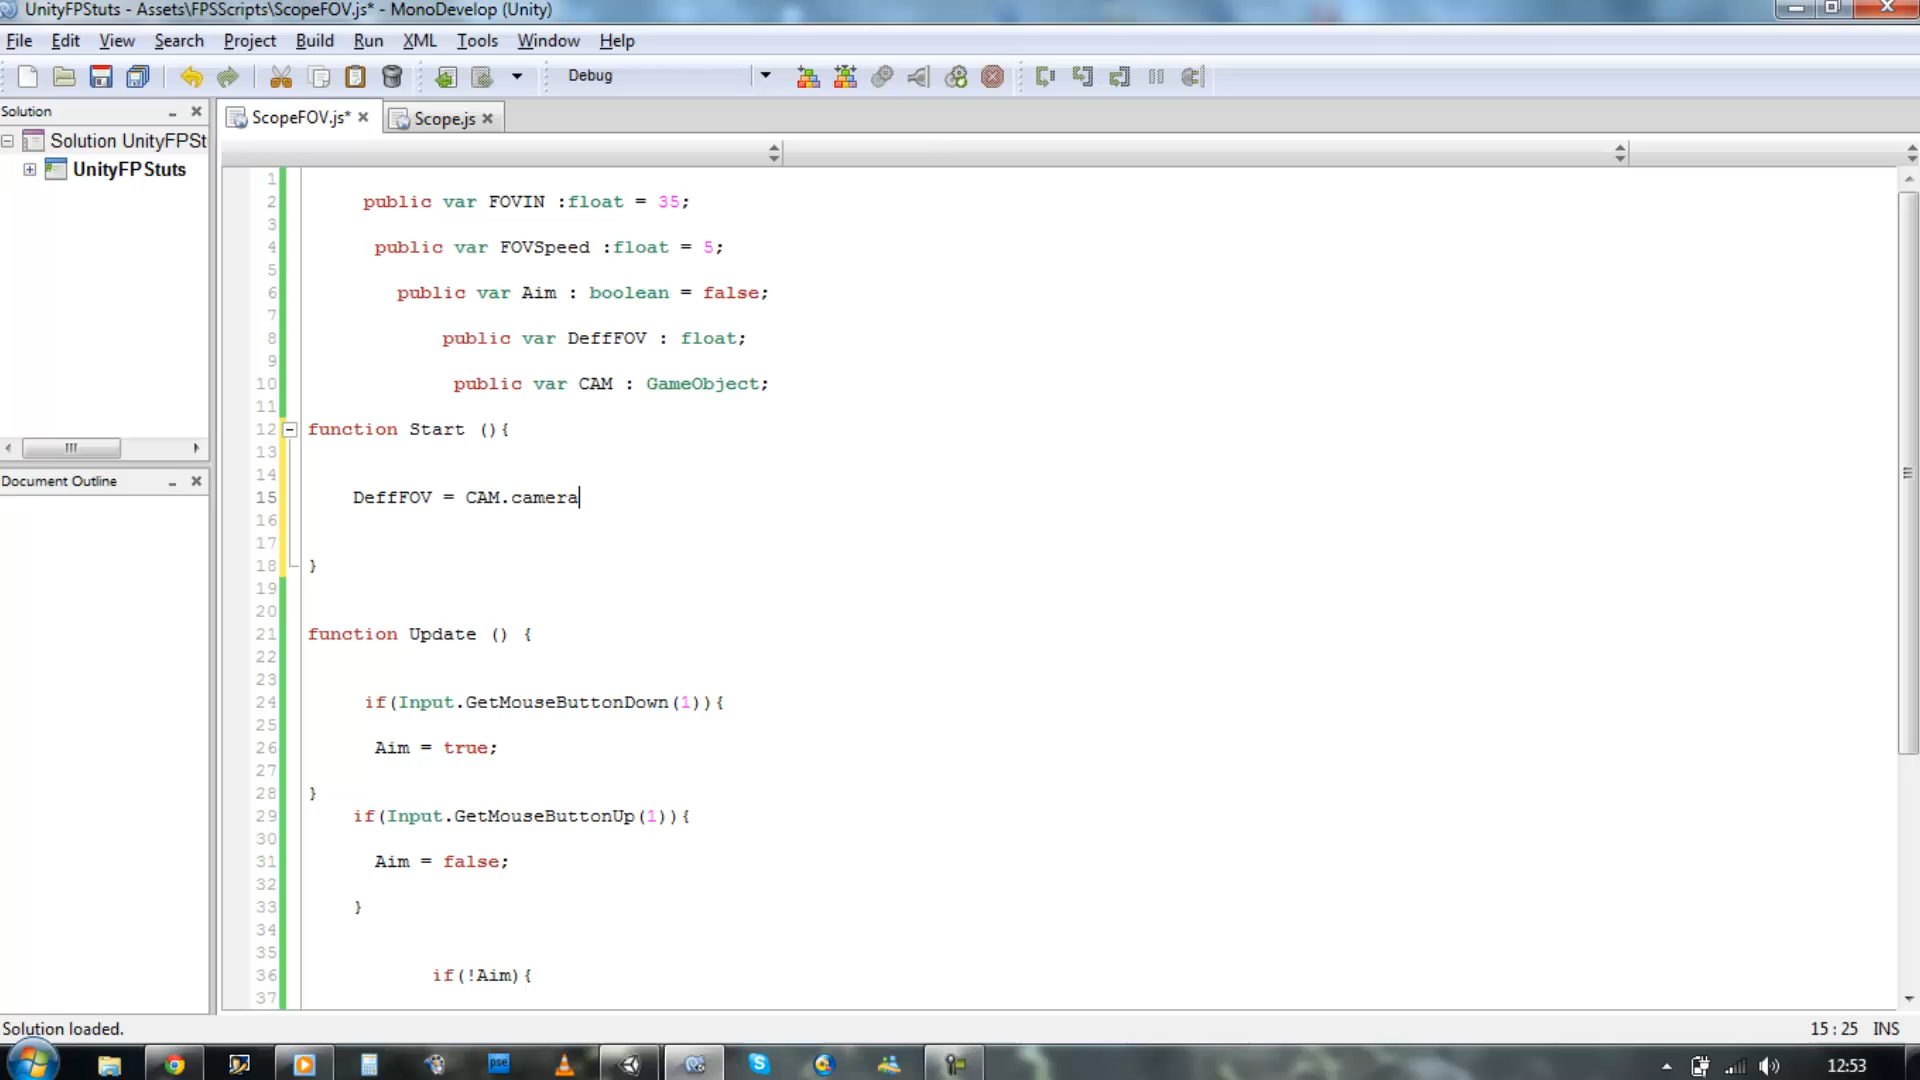 UnityFPStuts - Assets\FPSScripts\ScopeFOV.js* - MonoDevelop (Unity)
File Edit View Search Project Build Run XML Tools Window Help
Debug
Solution
ScopeFOV.js*
Scope.js
Solution UnityFPSt
UnityFPStuts
Document Outline
1
2 public var FOVIN :float = 35;
3
4 public var FOVSpeed :float = 5;
5
6 public var Aim : boolean = false;
7
8 public var DeffFOV : float;
9
10 public var CAM : GameObject;
11
12 function Start (){
13
14
15 DeffFOV = CAM.camera
16
17
18 }
19
20
21 function Update () {
22
23
24 if(Input.GetMouseButtonDown(1)){
25
26 Aim = true;
27
28 }
29 if(Input.GetMouseButtonUp(1)){
30
31 Aim = false;
32
33 }
34
35
36 if(!Aim){
37
Solution loaded.
15 : 25 INS
pse
12:53